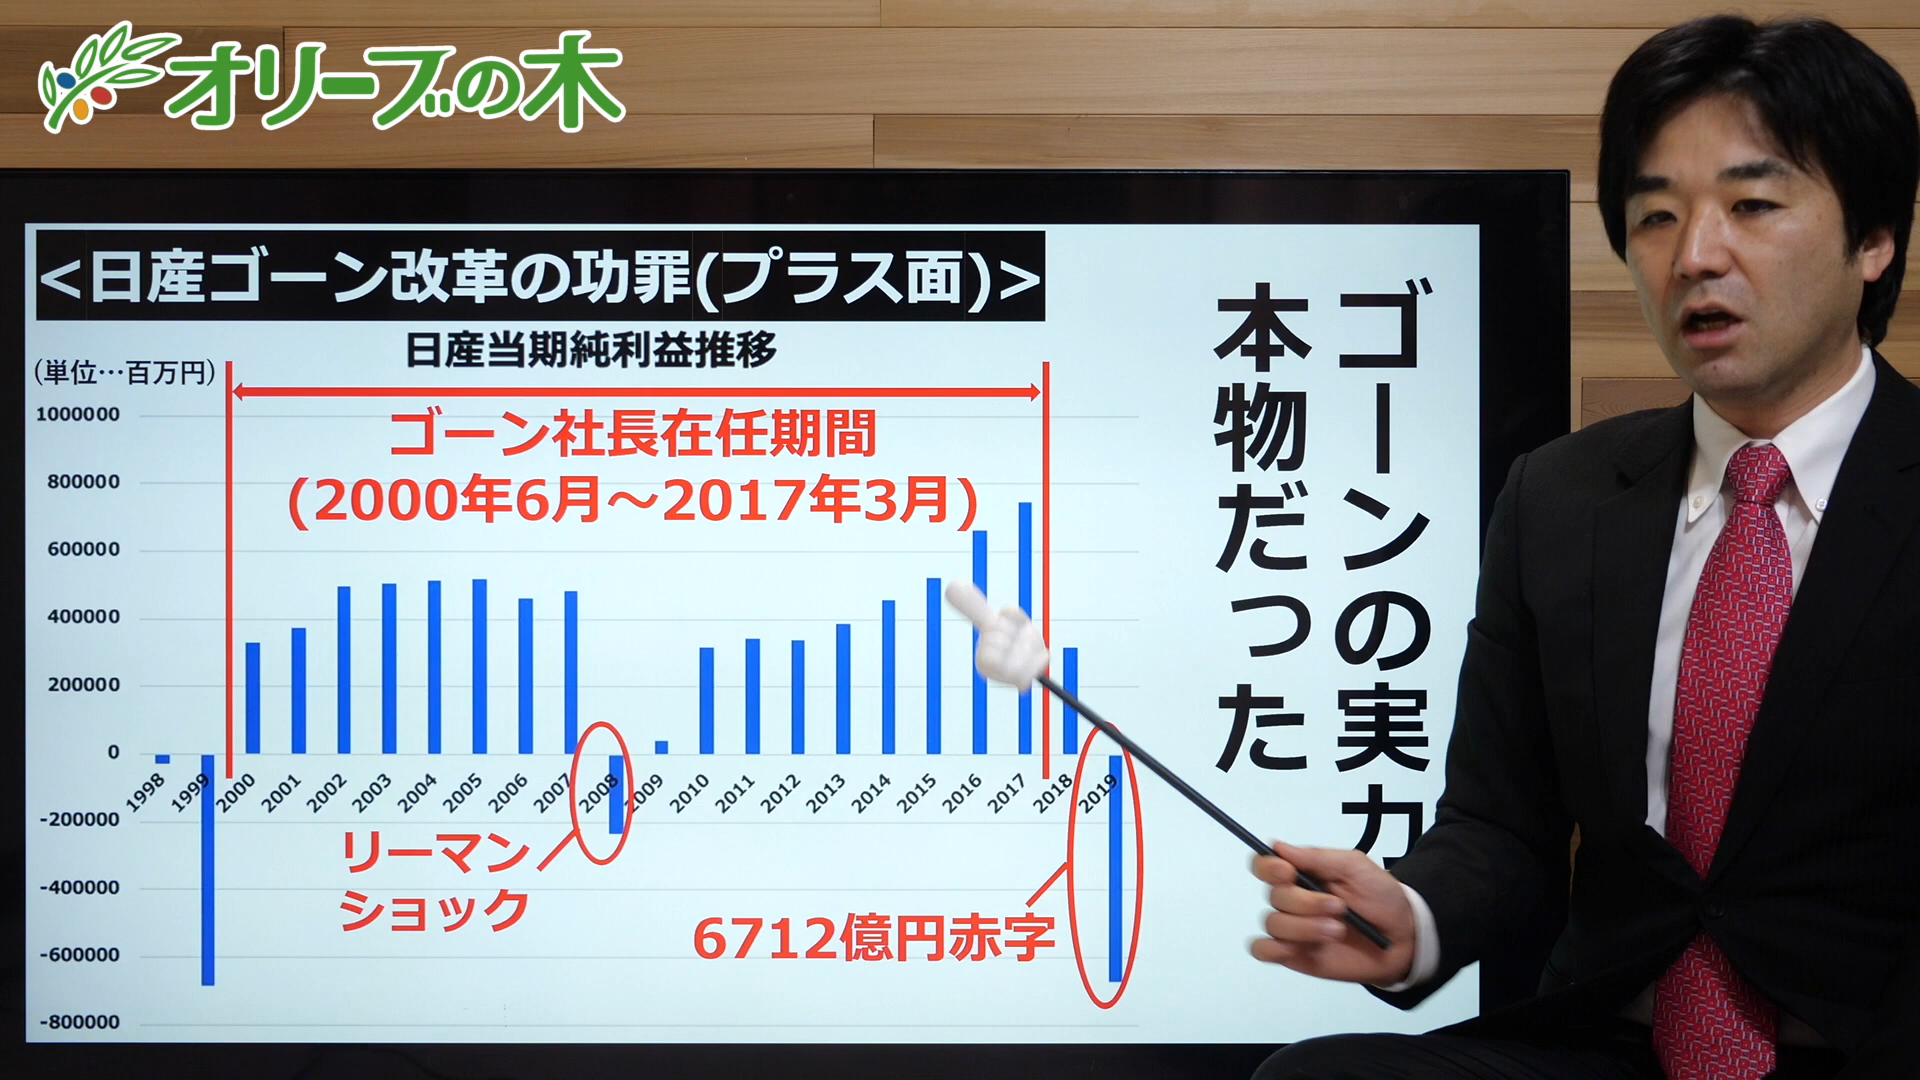 オリーブの木
<日産ゴーン改革の功罪(プラス面)>
日産当期純利益推移
(単位…百万円)
ゴーン社長在任期間
(2000年6月～2017年3月)
1000000
800000
600000
400000
200000
0
-200000
-400000
-600000
-800000
1998
1999
2000
2001
2002
2003
2004
2005
2006
2007
2008
2009
2010
2011
2012
2013
2014
2015
2016
2017
2018
2019
リーマン
ショック
6712億円赤字
ゴーンの実力
本物だった